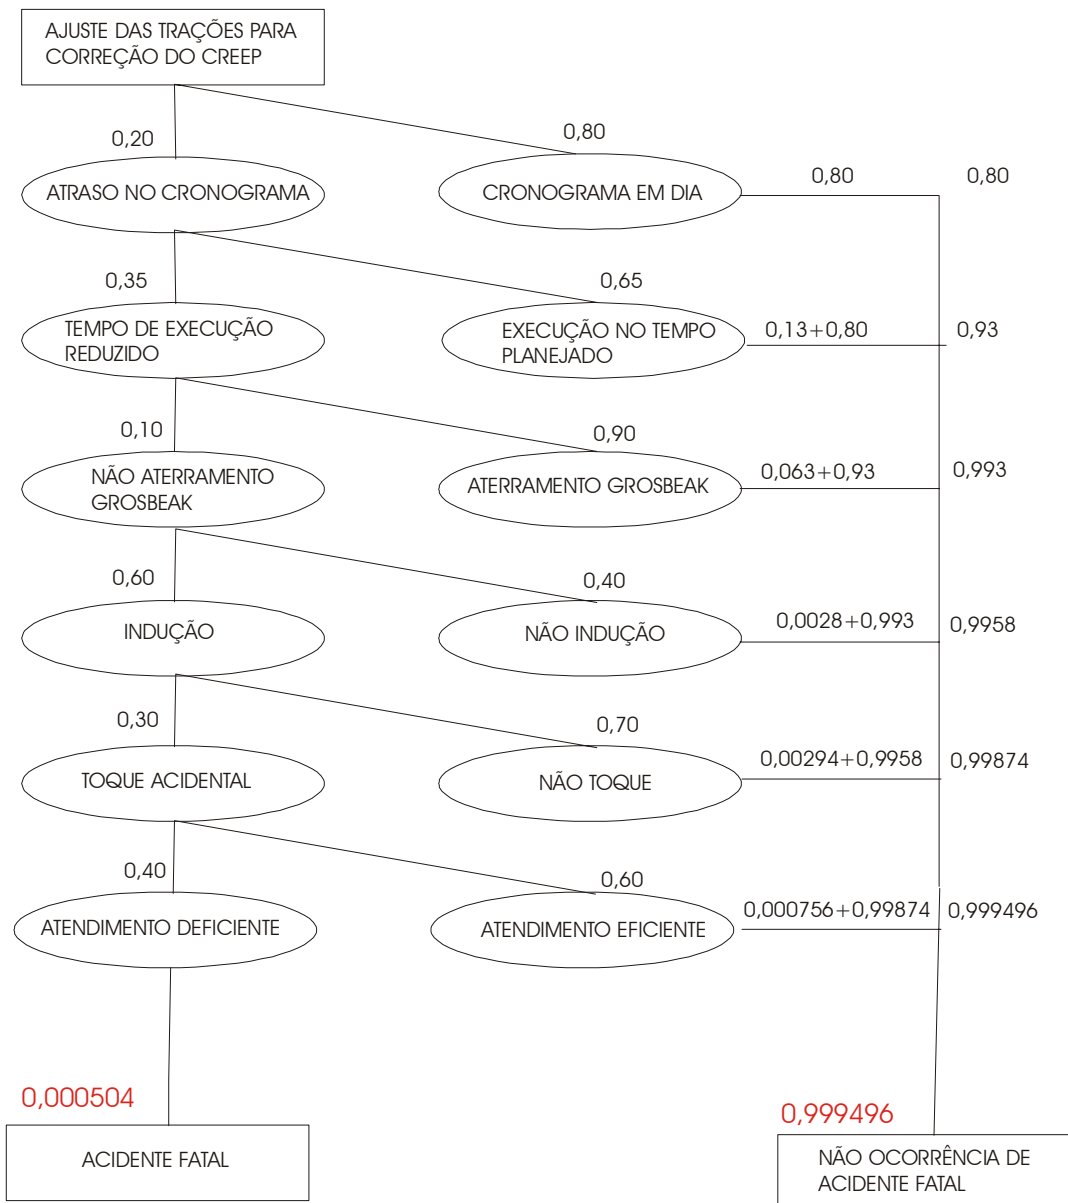 AJUSTE DAS TRAÇÕES PARA
CORREÇÃO DO CREEP
0,20
0,80
ATRASO NO CRONOGRAMA
CRONOGRAMA EM DIA
0,80
0,80
0,35
0,65
TEMPO DE EXECUÇÃO
REDUZIDO
EXECUÇÃO NO TEMPO
PLANEJADO
0,13+0,80
0,93
0,10
0,90
NÃO ATERRAMENTO
GROSBEAK
ATERRAMENTO GROSBEAK
0,063+0,93
0,993
0,60
0,40
INDUÇÃO
NÃO INDUÇÃO
0,0028+0,993
0,9958
0,30
0,70
TOQUE ACIDENTAL
NÃO TOQUE
0,00294+0,9958
0,99874
0,40
0,60
ATENDIMENTO DEFICIENTE
ATENDIMENTO EFICIENTE
0,000756+0,99874
0,999496
0,000504
0,999496
ACIDENTE FATAL
NÃO OCORRÊNCIA DE
ACIDENTE FATAL